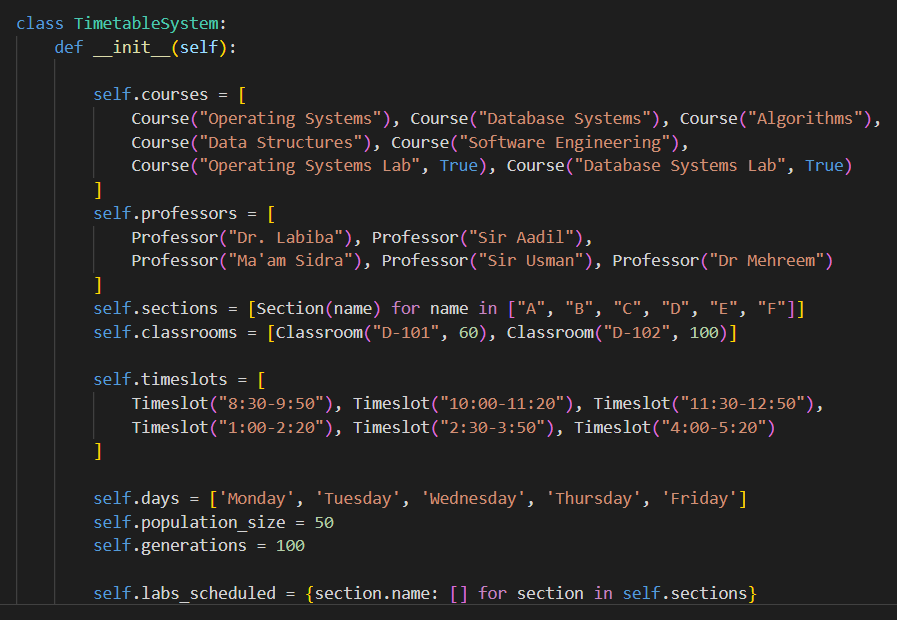 class TimetableSystem:
    def __init__(self):

        self.courses = [
            Course("Operating Systems"), Course("Database Systems"), Course("Algorithms"),
            Course("Data Structures"), Course("Software Engineering"),
            Course("Operating Systems Lab", True), Course("Database Systems Lab", True)
        ]
        self.professors = [
            Professor("Dr. Labiba"), Professor("Sir Aadil"),
            Professor("Ma'am Sidra"), Professor("Sir Usman"), Professor("Dr Mehreem")
        ]
        self.sections = [Section(name) for name in ["A", "B", "C", "D", "E", "F"]]
        self.classrooms = [Classroom("D-101", 60), Classroom("D-102", 100)]

        self.timeslots = [
            Timeslot("8:30-9:50"), Timeslot("10:00-11:20"), Timeslot("11:30-12:50"),
            Timeslot("1:00-2:20"), Timeslot("2:30-3:50"), Timeslot("4:00-5:20")
        ]

        self.days = ['Monday', 'Tuesday', 'Wednesday', 'Thursday', 'Friday']
        self.population_size = 50
        self.generations = 100

        self.labs_scheduled = {section.name: [] for section in self.sections}